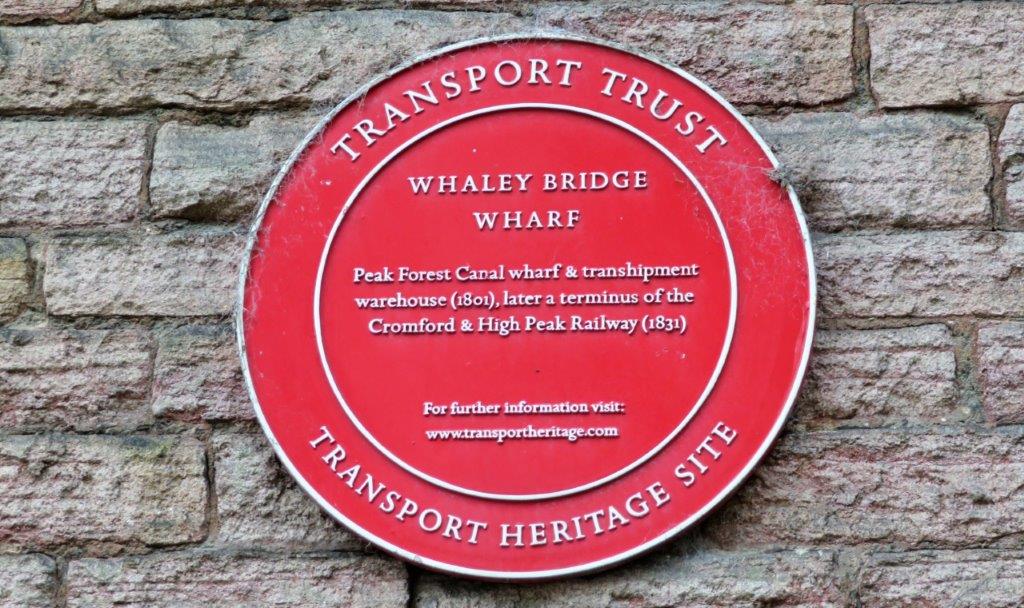 TRANSPORT TRUST
WHALEY BRIDGE
WHARF
Peak Forest Canal wharf & transhipment
warehouse (1801), later a terminus of the
Cromford & High Peak Railway (1831)
For further information visit:
www.transportheritage.com
TRANSPORT HERITAGE SITE